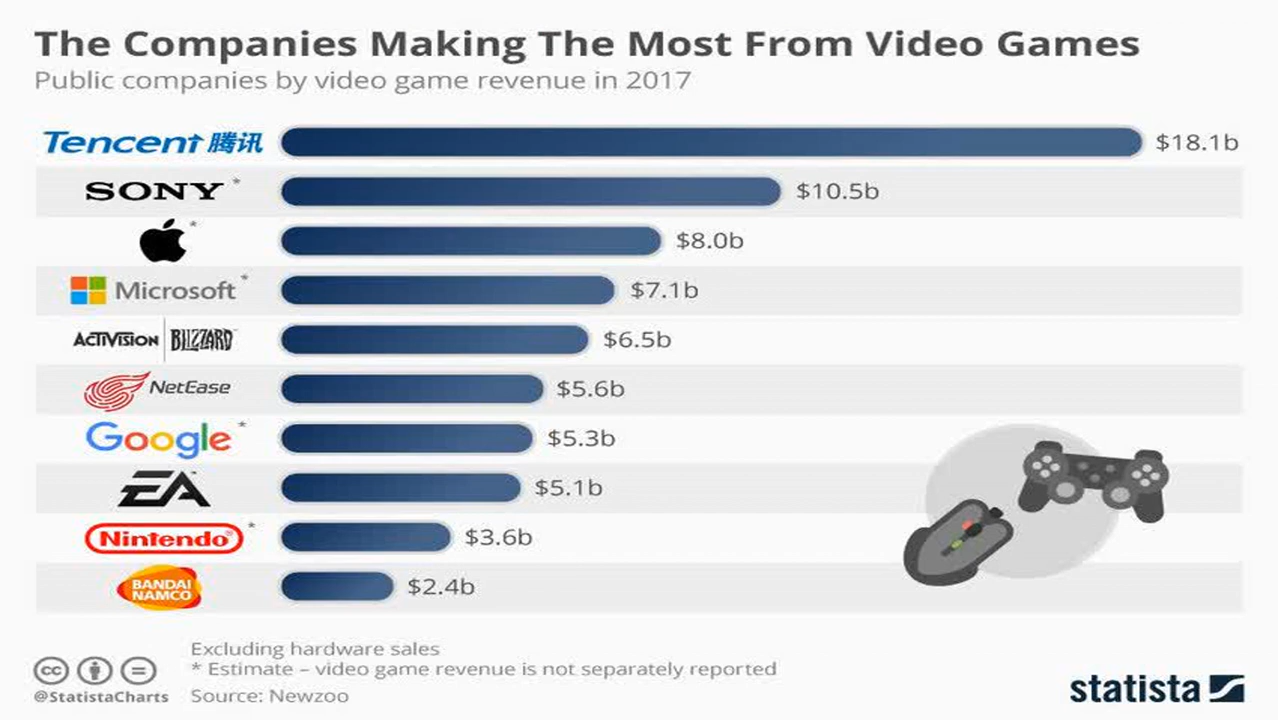 The Companies Making The Most From Video Games
Public companies by video game revenue in 2017
Tencent 腾讯 $18.1b
SONY* $10.5b
* $8.0b
Microsoft* $7.1b
ACTIVISION | BLIZZARD $6.5b
NetEase $5.6b
Google* $5.3b
EA $5.1b
Nintendo®* $3.6b
BANDAI
NAMCO $2.4b
Excluding hardware sales
* Estimate – video game revenue is not separately reported
@StatistaCharts Source: Newzoo
cc =
statista